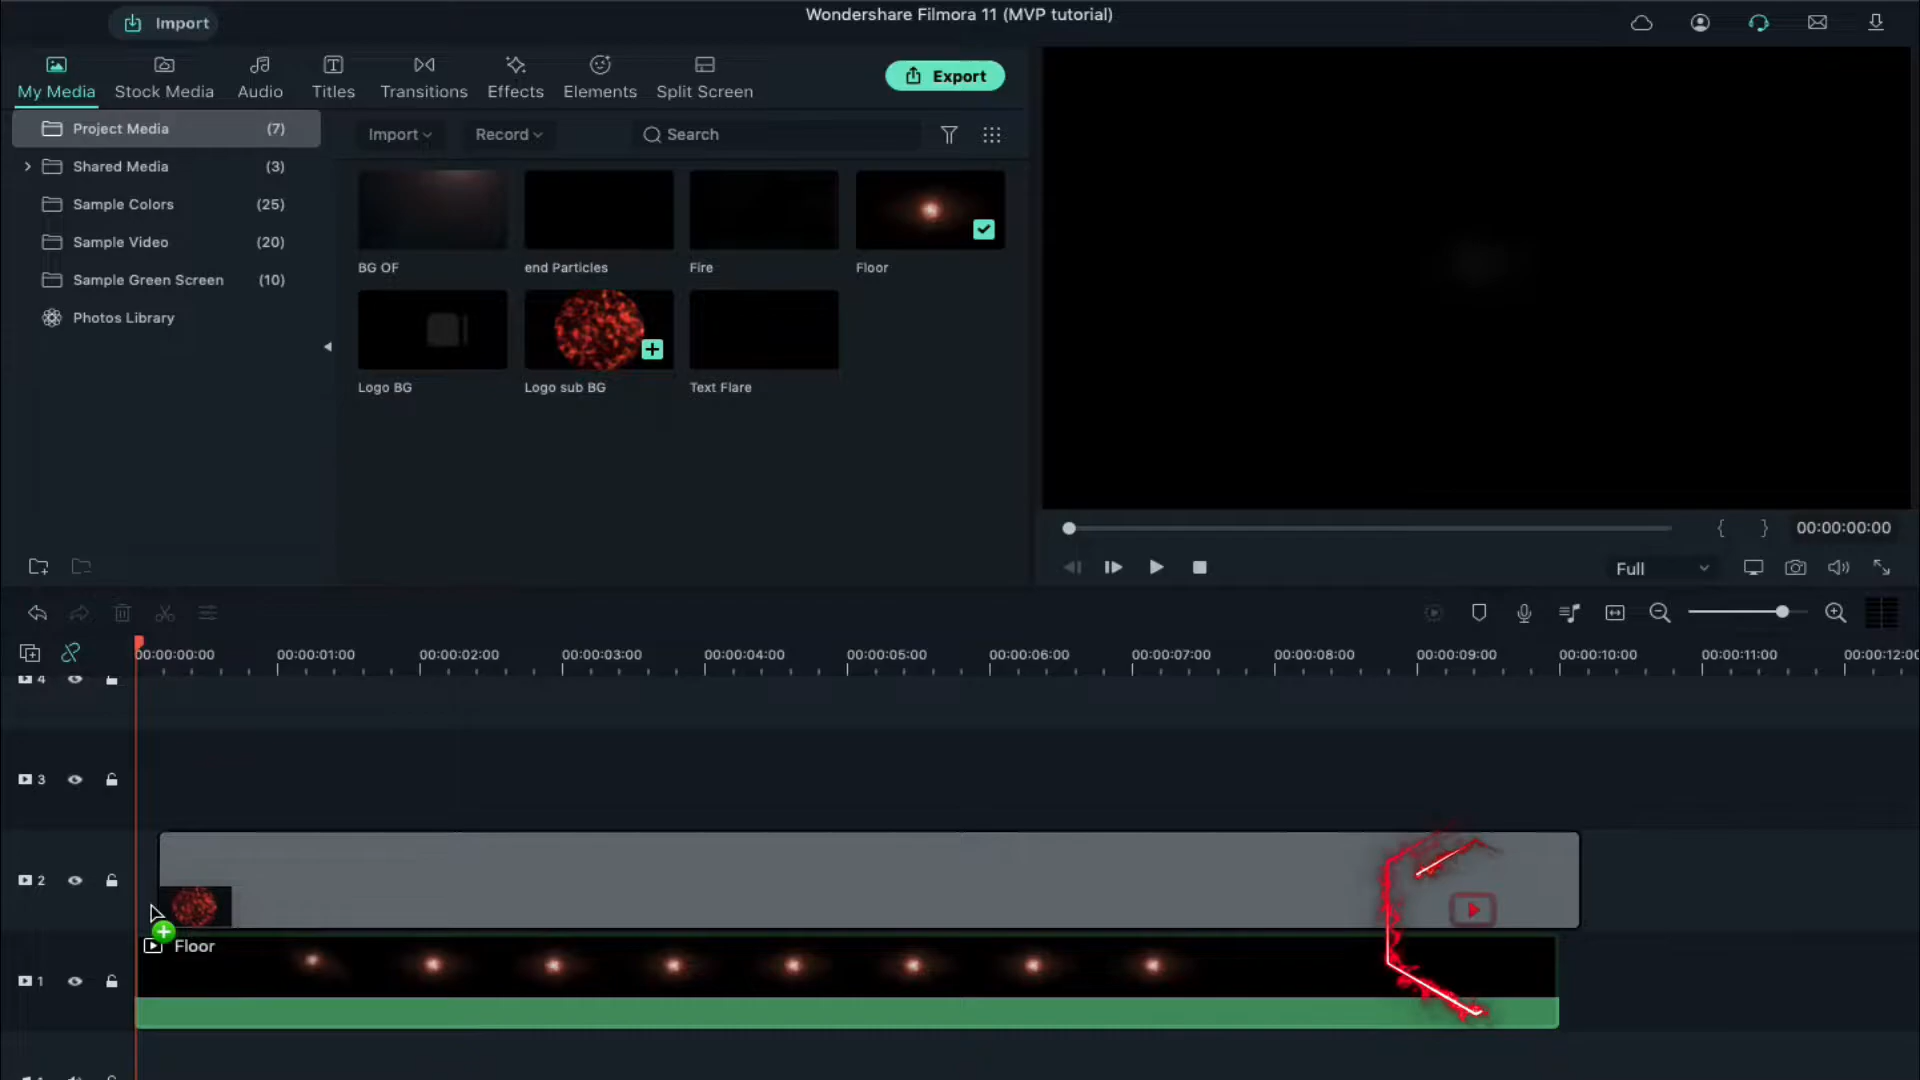 Wondershare Filmora 11 (MVP tutorial)
Import
My Media
Stock Media
Audio
Titles
Transitions
Effects
Elements
Split Screen
Export
Project Media (7)
Shared Media (3)
Sample Colors (25)
Sample Video (20)
Sample Green Screen (10)
Photos Library
Import
Record
Search
BG OF
end Particles
Fire
Floor
Logo BG
Logo sub BG
Text Flare
{ } 00:00:00:00
Full
00:00:00:00 00:00:01:00 00:00:02:00 00:00:03:00 00:00:04:00 00:00:05:00 00:00:06:00 00:00:07:00 00:00:08:00 00:00:09:00 00:00:10:00 00:00:11:00 00:00:12:00
4
3
2
Floor
1